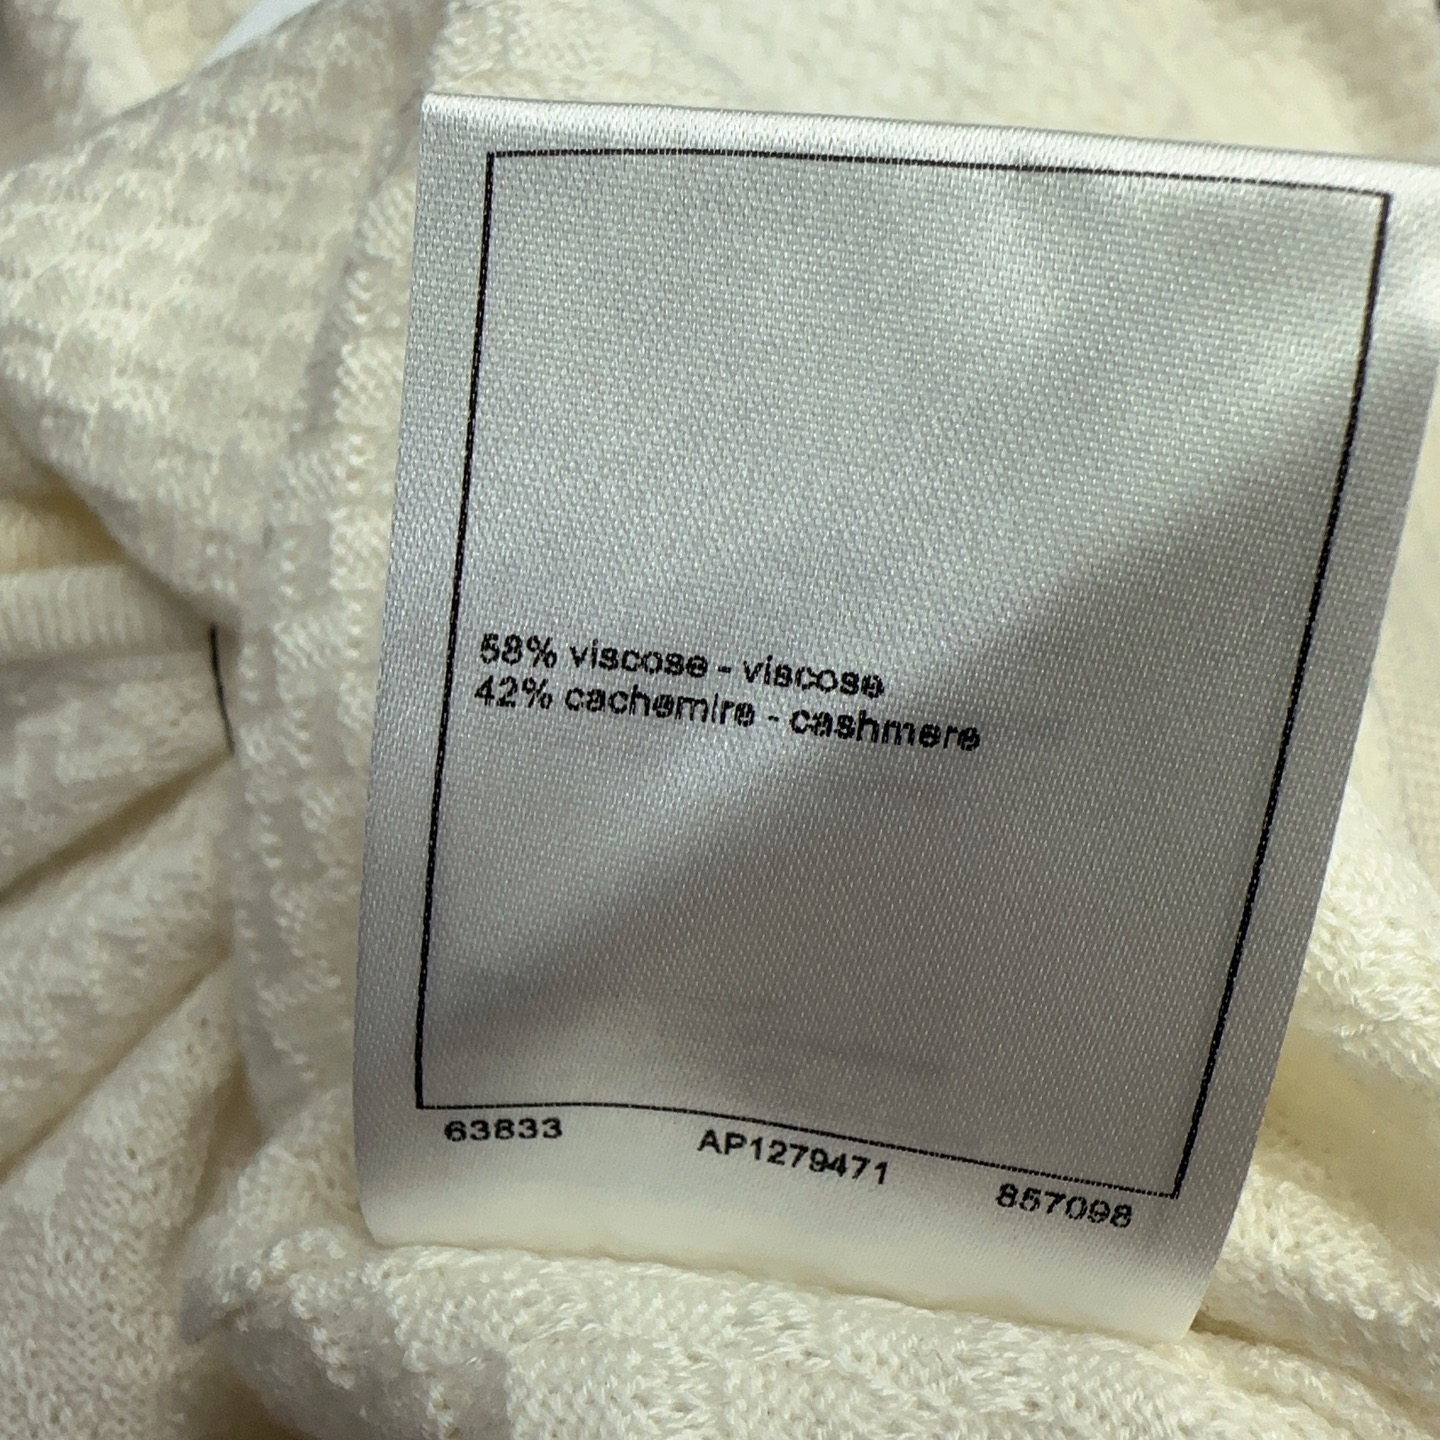 58% viscose - viscose
42% cachemire - cashmere
63833 AP1279471 857098